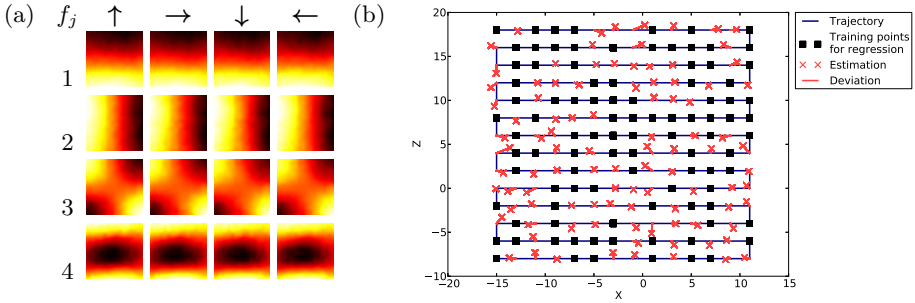 (a) f_j ↑ → ↓ ←
1
2
3
4
(b)
20
15
10
5
0
−5
−10
Z
−20 −15 −10 −5 0 5 10 15
X
Trajectory
Training points
for regression
Estimation
Deviation